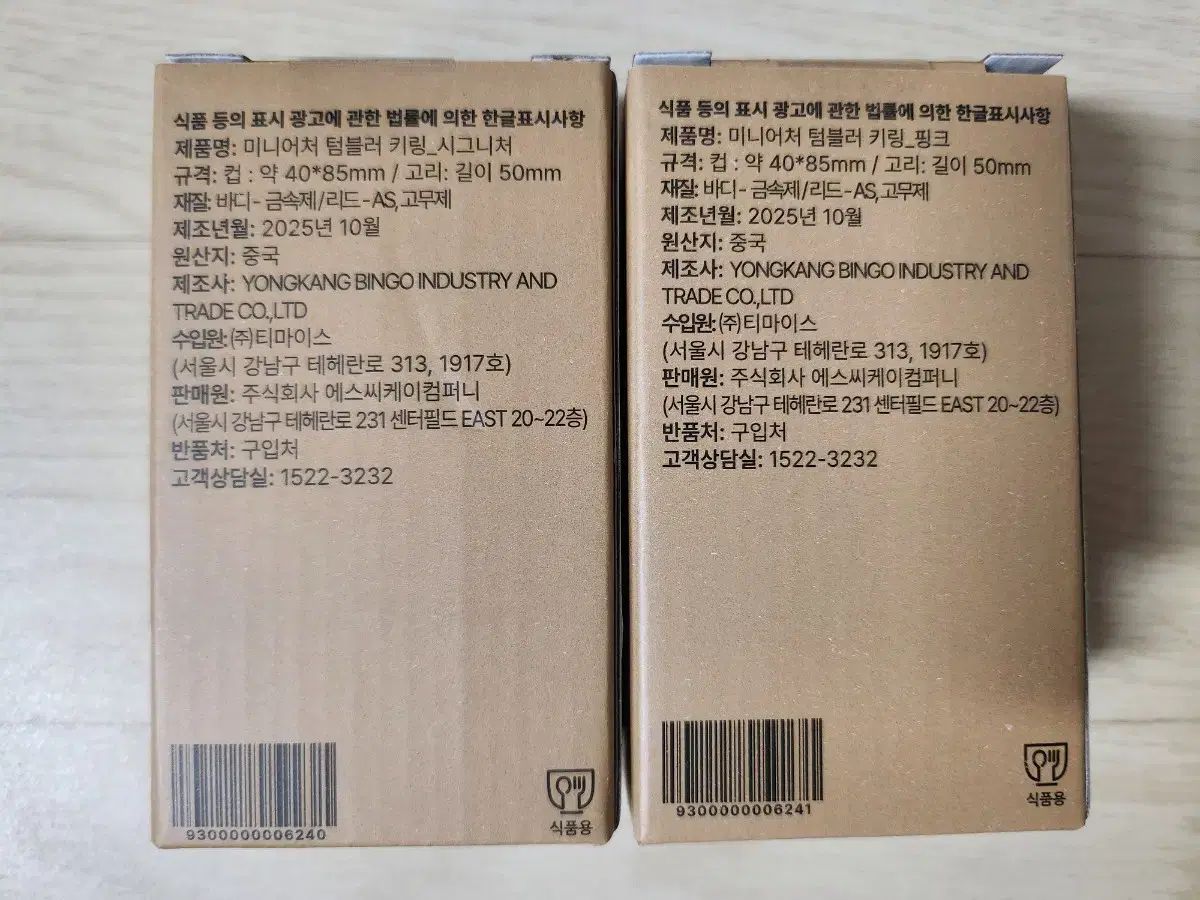 식품 등의 표시 광고에 관한 법률에 의한 한글표시사항
제품명: 미니어처 텀블러 키링_시그니처
규격: 컵 : 약 40*85mm / 고리: 길이 50mm
재질: 바디- 금속제/리드-AS,고무제
제조년월: 2025년 10월
원산지: 중국
제조사: YONGKANG BINGO INDUSTRY AND
TRADE CO.,LTD
수입원:(주)티마이스
(서울시 강남구 테헤란로 313, 1917호)
판매원: 주식회사 에스씨케이컴퍼니
(서울시 강남구 테헤란로 231 센터필드 EAST 20~22층)
반품처: 구입처
고객상담실: 1522-3232
9300000006240
식품용
식품 등의 표시 광고에 관한 법률에 의한 한글표시사항
제품명: 미니어처 텀블러 키링_핑크
규격: 컵 : 약 40*85mm / 고리: 길이 50mm
재질: 바디- 금속제/리드-AS,고무제
제조년월: 2025년 10월
원산지: 중국
제조사: YONGKANG BINGO INDUSTRY AND
TRADE CO.,LTD
수입원:(주)티마이스
(서울시 강남구 테헤란로 313, 1917호)
판매원: 주식회사 에스씨케이컴퍼니
(서울시 강남구 테헤란로 231 센터필드 EAST 20~22층)
반품처: 구입처
고객상담실: 1522-3232
9300000006241
식품용